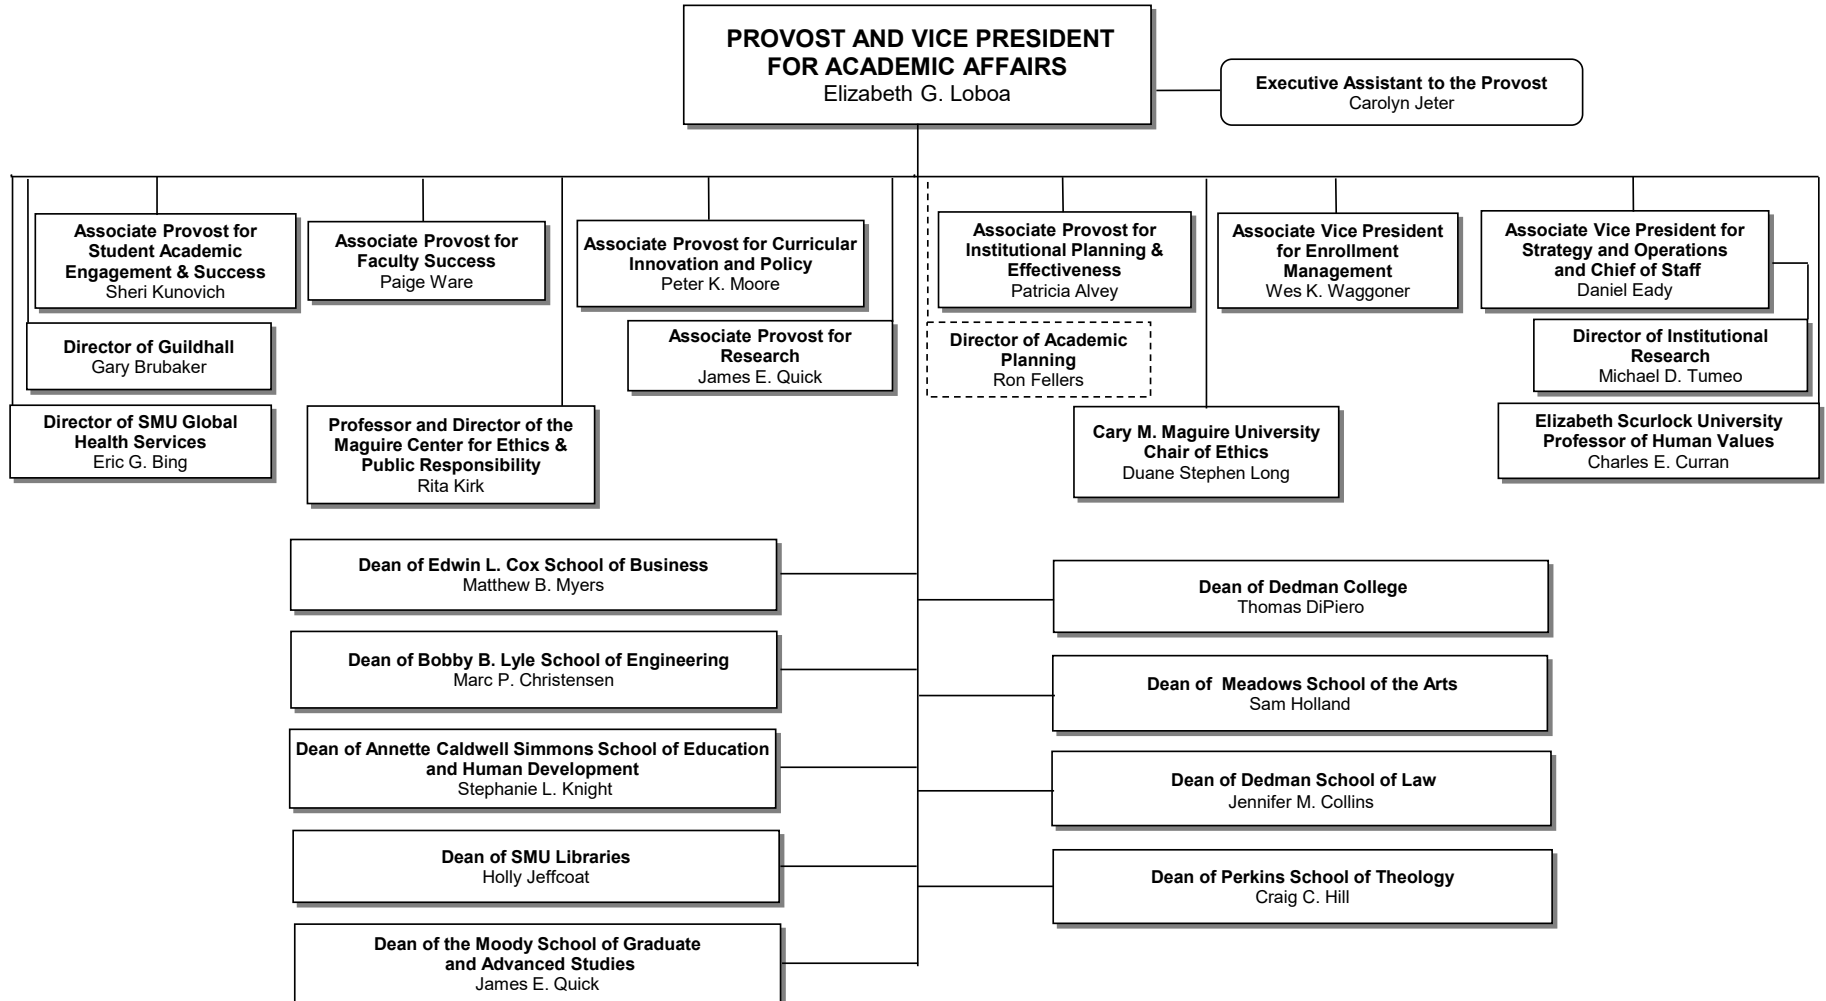 PROVOST AND VICE PRESIDENT
FOR ACADEMIC AFFAIRS
Elizabeth G. Loboa
Executive Assistant to the Provost
Carolyn Jeter
Associate Provost for
Student Academic
Engagement & Success
Sheri Kunovich
Associate Provost for
Faculty Success
Paige Ware
Associate Provost for Curricular
Innovation and Policy
Peter K. Moore
Associate Provost for
Institutional Planning &
Effectiveness
Patricia Alvey
Associate Vice President
for Enrollment
Management
Wes K. Waggoner
Associate Vice President for
Strategy and Operations
and Chief of Staff
Daniel Eady
Director of Guildhall
Gary Brubaker
Associate Provost for
Research
James E. Quick
Director of Academic
Planning
Ron Fellers
Director of Institutional
Research
Michael D. Tumeo
Director of SMU Global
Health Services
Eric G. Bing
Professor and Director of the
Maguire Center for Ethics &
Public Responsibility
Rita Kirk
Cary M. Maguire University
Chair of Ethics
Duane Stephen Long
Elizabeth Scurlock University
Professor of Human Values
Charles E. Curran
Dean of Edwin L. Cox School of Business
Matthew B. Myers
Dean of Dedman College
Thomas DiPiero
Dean of Bobby B. Lyle School of Engineering
Marc P. Christensen
Dean of  Meadows School of the Arts
Sam Holland
Dean of Annette Caldwell Simmons School of Education
and Human Development
Stephanie L. Knight
Dean of Dedman School of Law
Jennifer M. Collins
Dean of SMU Libraries
Holly Jeffcoat
Dean of Perkins School of Theology
Craig C. Hill
Dean of the Moody School of Graduate
and Advanced Studies
James E. Quick